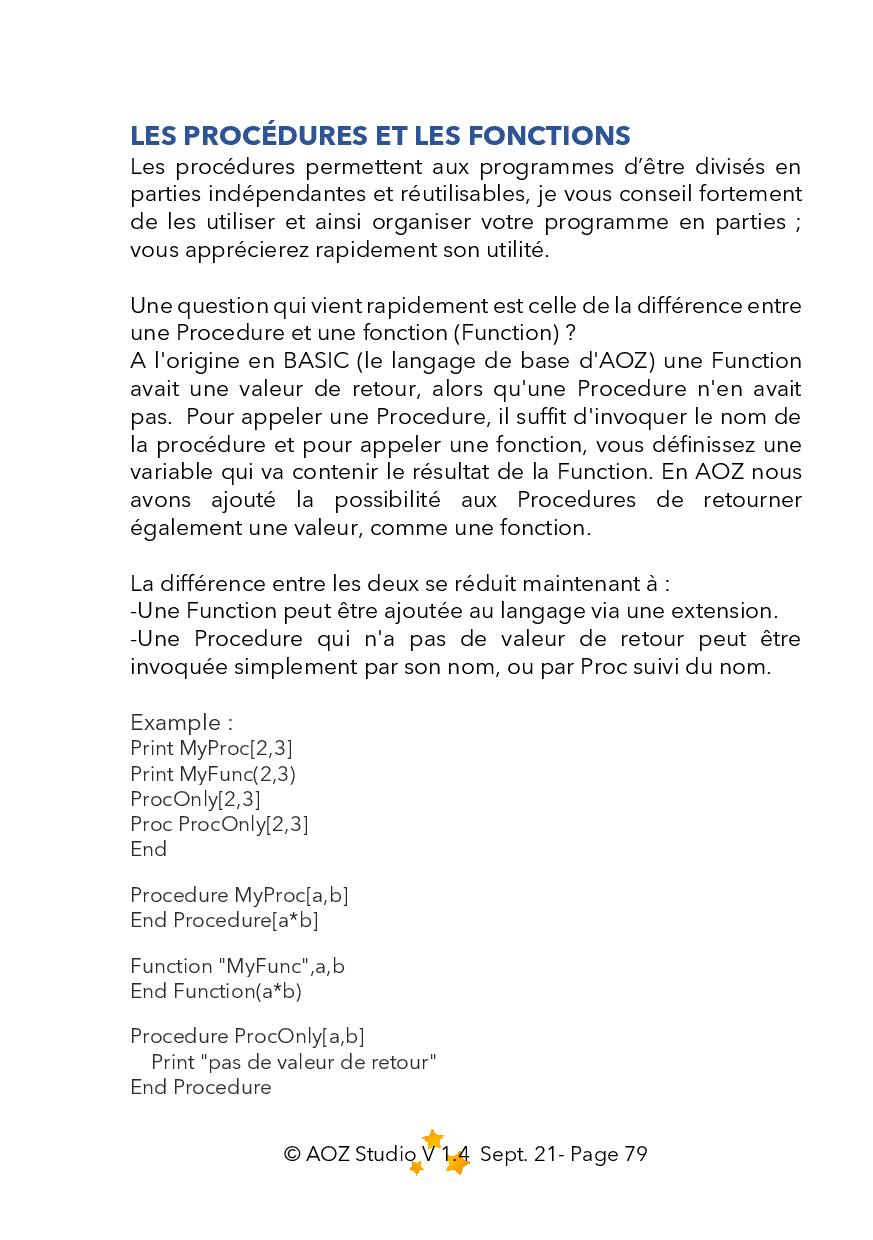 LES PROCÉDURES ET LES FONCTIONS
Les procédures permettent aux programmes d’être divisés en
parties indépendantes et réutilisables, je vous conseil fortement
de les utiliser et ainsi organiser votre programme en parties ;
vous apprécierez rapidement son utilité.
Une question qui vient rapidement est celle de la différence entre
une Procedure et une fonction (Function) ?
A l'origine en BASIC (le langage de base d'AOZ) une Function
avait une valeur de retour, alors qu'une Procedure n'en avait
pas.  Pour appeler une Procedure, il suffit d'invoquer le nom de
la procédure et pour appeler une fonction, vous définissez une
variable qui va contenir le résultat de la Function. En AOZ nous
avons ajouté la possibilité aux Procedures de retourner
également une valeur, comme une fonction.
La différence entre les deux se réduit maintenant à :
-Une Function peut être ajoutée au langage via une extension.
-Une Procedure qui n'a pas de valeur de retour peut être
invoquée simplement par son nom, ou par Proc suivi du nom.
Example :
Print MyProc[2,3]
Print MyFunc(2,3)
ProcOnly[2,3]
Proc ProcOnly[2,3]
End
Procedure MyProc[a,b]
End Procedure[a*b]
Function "MyFunc",a,b
End Function(a*b)
Procedure ProcOnly[a,b]
Print "pas de valeur de retour"
End Procedure
© AOZ Studio V 1.4  Sept. 21- Page 79